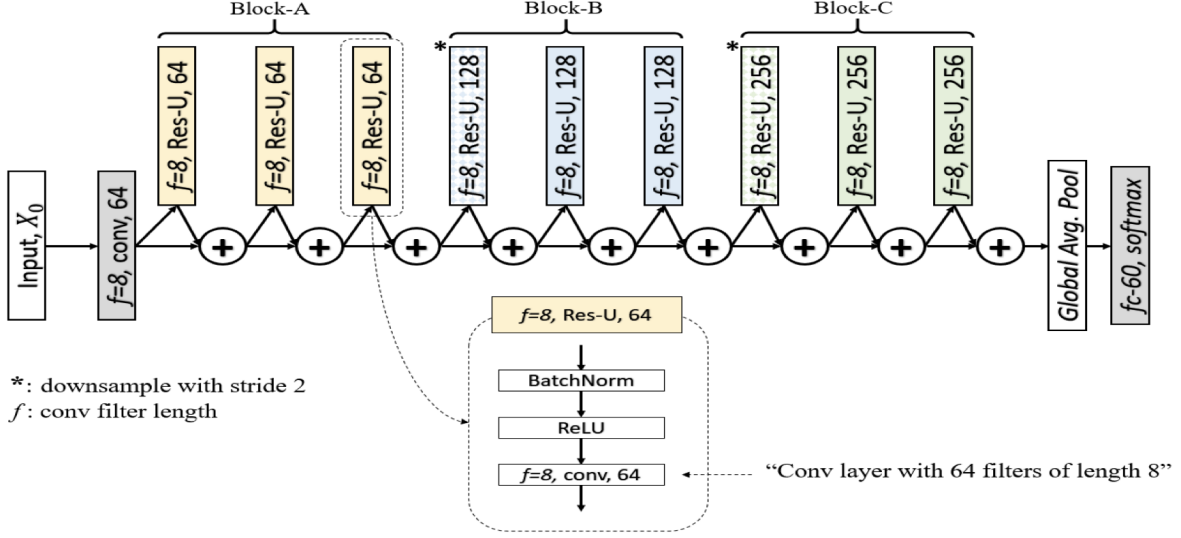 Block-A
Block-B
Block-C
Input, X₀
f=8, conv, 64
f=8, Res-U, 64
f=8, Res-U, 64
f=8, Res-U, 64
*
f=8, Res-U, 128
f=8, Res-U, 128
f=8, Res-U, 128
*
f=8, Res-U, 256
f=8, Res-U, 256
f=8, Res-U, 256
+
+
+
+
+
+
+
+
+
Global Avg. Pool
fc-60, softmax
f=8, Res-U, 64
BatchNorm
ReLU
f=8, conv, 64
“Conv layer with 64 filters of length 8”
*: downsample with stride 2
f: conv filter length